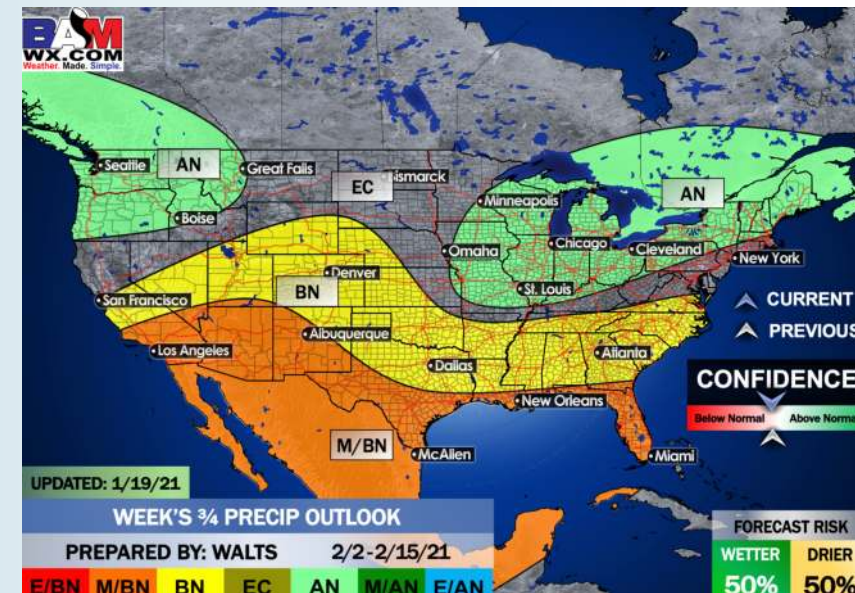 BAM
WX.COM
Weather. Made. Simple.
Seattle
AN
Great Falls
EC
Bismarck
Boise
Minneapolis
AN
Omaha
Chicago
Cleveland
New York
San Francisco
Denver
BN
St. Louis
CURRENT
PREVIOUS
Los Angeles
Albuquerque
Dallas
Atlanta
CONFIDENCE
Below Normal
Above Norma
New Orleans
M/BN
McAllen
Miami
UPDATED: 1/19/21
WEEK'S ¾ PRECIP OUTLOOK
PREPARED BY: WALTS 2/2-2/15/21
E/BN M/BN BN EC AN M/AN E/AN
FORECAST RISK
WETTER DRIER
50% 50%